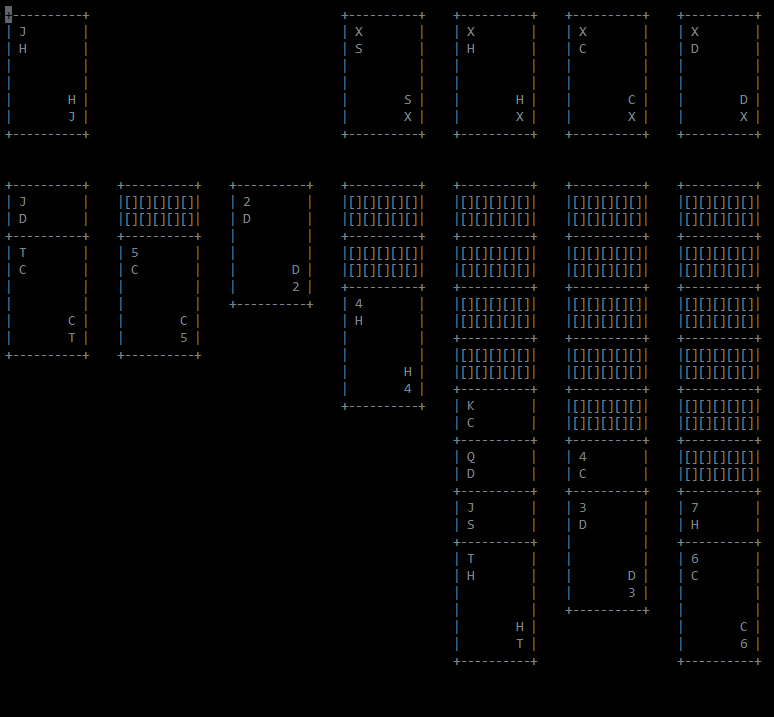 +----------+                                    +----------+    +----------+    +----------+    +----------+
| J        |                                    | X        |    | X        |    | X        |    | X        |
| H        |                                    | S        |    | H        |    | C        |    | D        |
|          |                                    |          |    |          |    |          |    |          |
|          |                                    |          |    |          |    |          |    |          |
|        H |                                    |        S |    |        H |    |        C |    |        D |
|        J |                                    |        X |    |        X |    |        X |    |        X |
+----------+                                    +----------+    +----------+    +----------+    +----------+

+----------+    +----------+    +----------+    +----------+    +----------+    +----------+    +----------+
| J        |    |[][][][][]|    | 2        |    |[][][][][]|    |[][][][][]|    |[][][][][]|    |[][][][][]|
| D        |    |[][][][][]|    | D        |    |[][][][][]|    |[][][][][]|    |[][][][][]|    |[][][][][]|
+----------+    +----------+    |          |    +----------+    +----------+    +----------+    +----------+
| T        |    | 5        |    |          |    |[][][][][]|    |[][][][][]|    |[][][][][]|    |[][][][][]|
| C        |    | C        |    |        D |    |[][][][][]|    |[][][][][]|    |[][][][][]|    |[][][][][]|
|          |    |          |    |        2 |    +----------+    +----------+    +----------+    +----------+
|          |    |          |    +----------+    | 4        |    |[][][][][]|    |[][][][][]|    |[][][][][]|
|        C |    |        C |                    | H        |    |[][][][][]|    |[][][][][]|    |[][][][][]|
|        T |    |        5 |                    |          |    +----------+    +----------+    +----------+
+----------+    +----------+                    |          |    |[][][][][]|    |[][][][][]|    |[][][][][]|
                                                |        H |    |[][][][][]|    |[][][][][]|    |[][][][][]|
                                                |        4 |    +----------+    +----------+    +----------+
                                                +----------+    | K        |    |[][][][][]|    |[][][][][]|
                                                                | C        |    |[][][][][]|    |[][][][][]|
                                                                +----------+    +----------+    +----------+
                                                                | Q        |    | 4        |    |[][][][][]|
                                                                | D        |    | C        |    |[][][][][]|
                                                                +----------+    +----------+    +----------+
                                                                | J        |    | 3        |    | 7        |
                                                                | S        |    | D        |    | H        |
                                                                +----------+    |          |    +----------+
                                                                | T        |    |          |    | 6        |
                                                                | H        |    |        D |    | C        |
                                                                |          |    |        3 |    |          |
                                                                |          |    +----------+    |          |
                                                                |        H |                    |        C |
                                                                |        T |                    |        6 |
                                                                +----------+                    +----------+